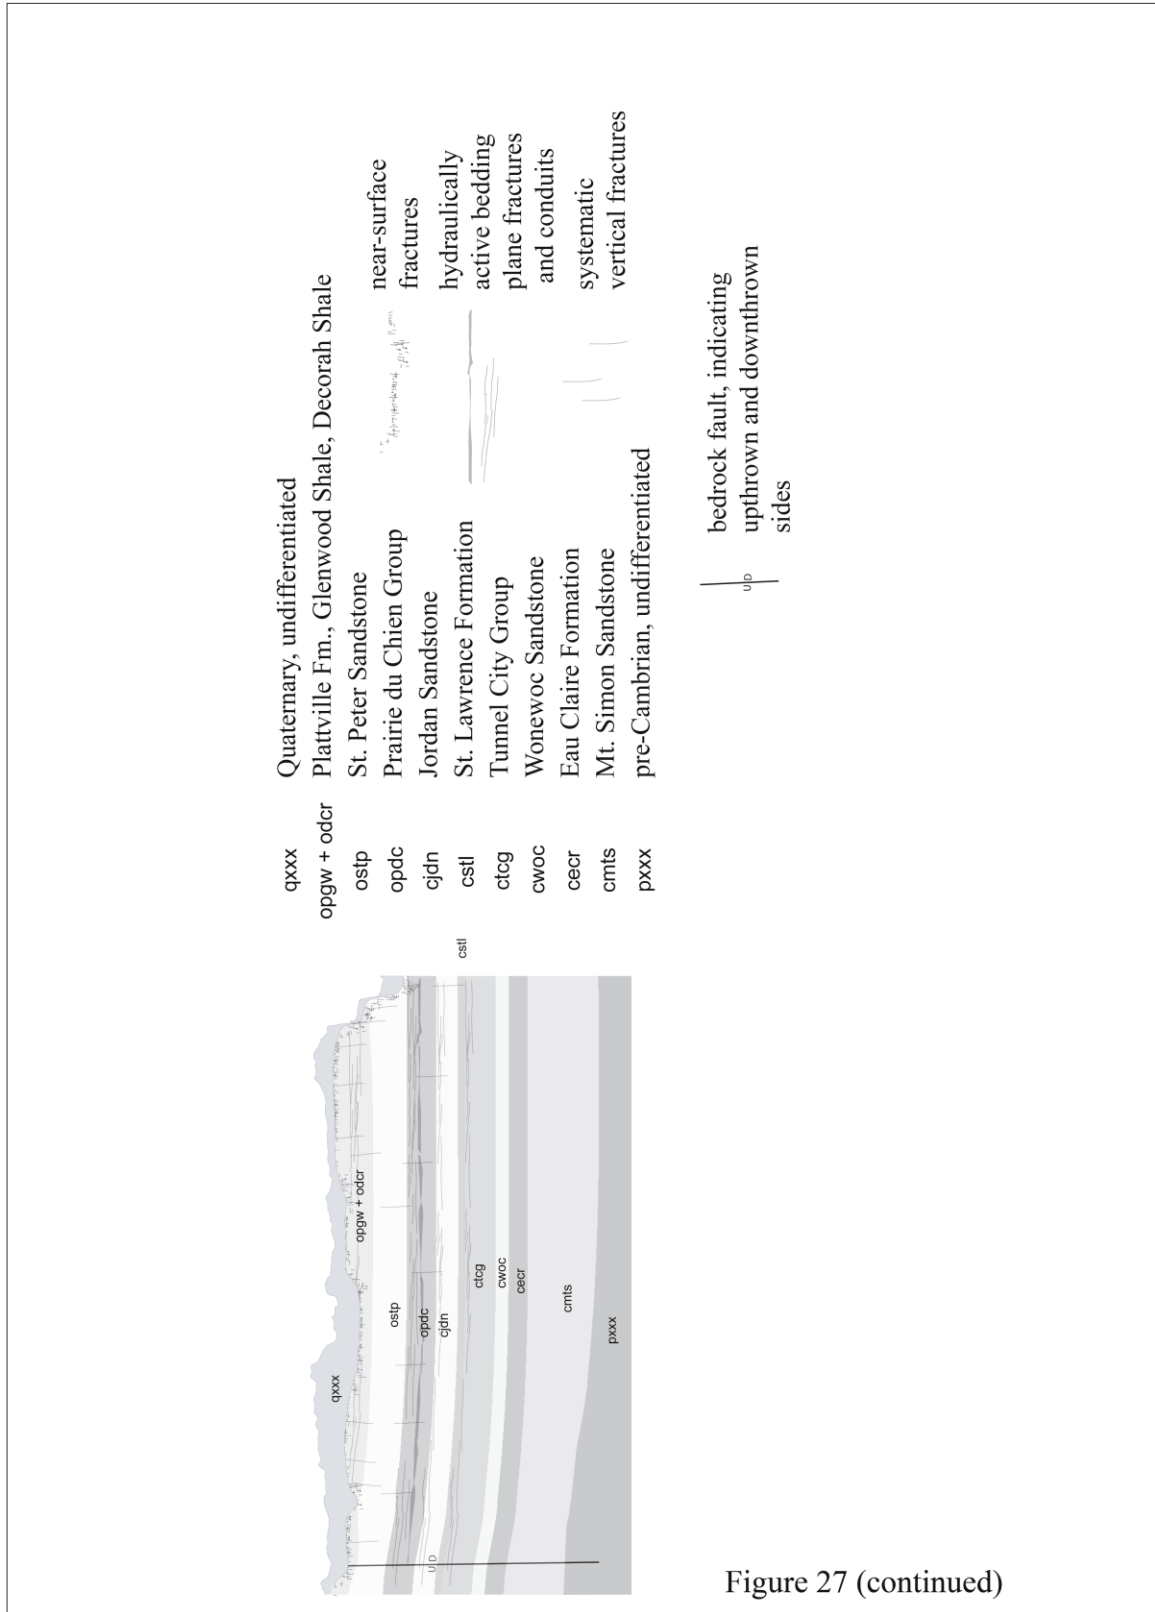 qxxx Quaternary, undifferentiated
opgw + odcr Plattville Fm., Glenwood Shale, Decorah Shale
ostp St. Peter Sandstone
opdc Prairie du Chien Group
cjdn Jordan Sandstone
cstl St. Lawrence Formation
ctcg Tunnel City Group
cwoc Wonewoc Sandstone
cecr Eau Claire Formation
cmts Mt. Simon Sandstone
pxxx pre-Cambrian, undifferentiated
near-surface
fractures
hydraulically
active bedding
plane fractures
and conduits
systematic
vertical fractures
U D
bedrock fault, indicating
upthrown and downthrown
sides
qxxx
opgw + odcr
ostp
opdc
cjdn
cstl
ctcg
cwoc
cecr
cmts
pxxx
U D
Figure 27 (continued)